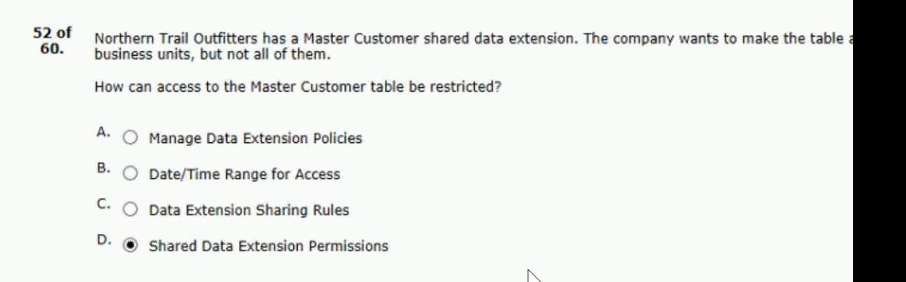 52 of
60.
Northern Trail Outfitters has a Master Customer shared data extension. The company wants to make the table
business units, but not all of them.
How can access to the Master Customer table be restricted?
A. Manage Data Extension Policies
B. Date/Time Range for Access
C. Data Extension Sharing Rules
D. Shared Data Extension Permissions